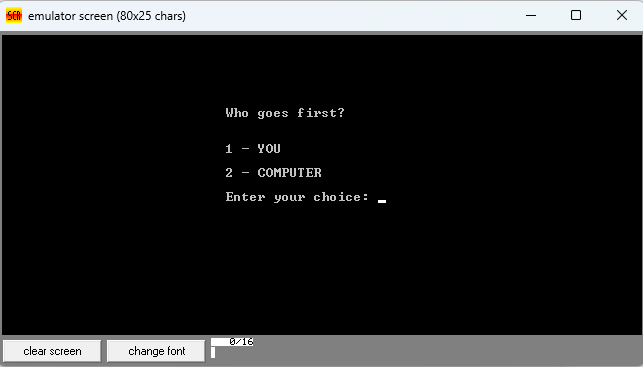 SCR emulator screen (80x25 chars)
Who goes first?
1 - YOU
2 - COMPUTER
Enter your choice: _
clear screen
change font
0/16